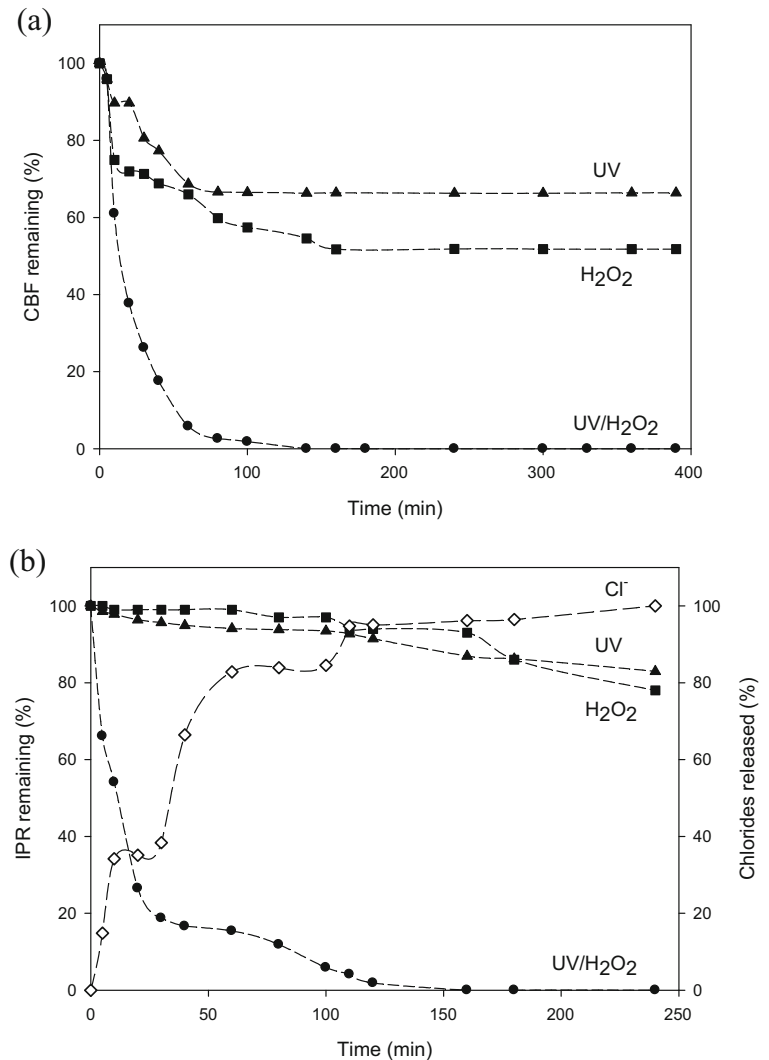 (a)
100
80
60
40
20
0
CBF remaining (%)
UV
H2O2
UV/H2O2
0 100 200 300 400
Time (min)
(b)
100
80
60
40
20
0
IPR remaining (%)
Cl-
UV
H2O2
UV/H2O2
100
80
60
40
20
0
Chlorides released (%)
0 50 100 150 200 250
Time (min)